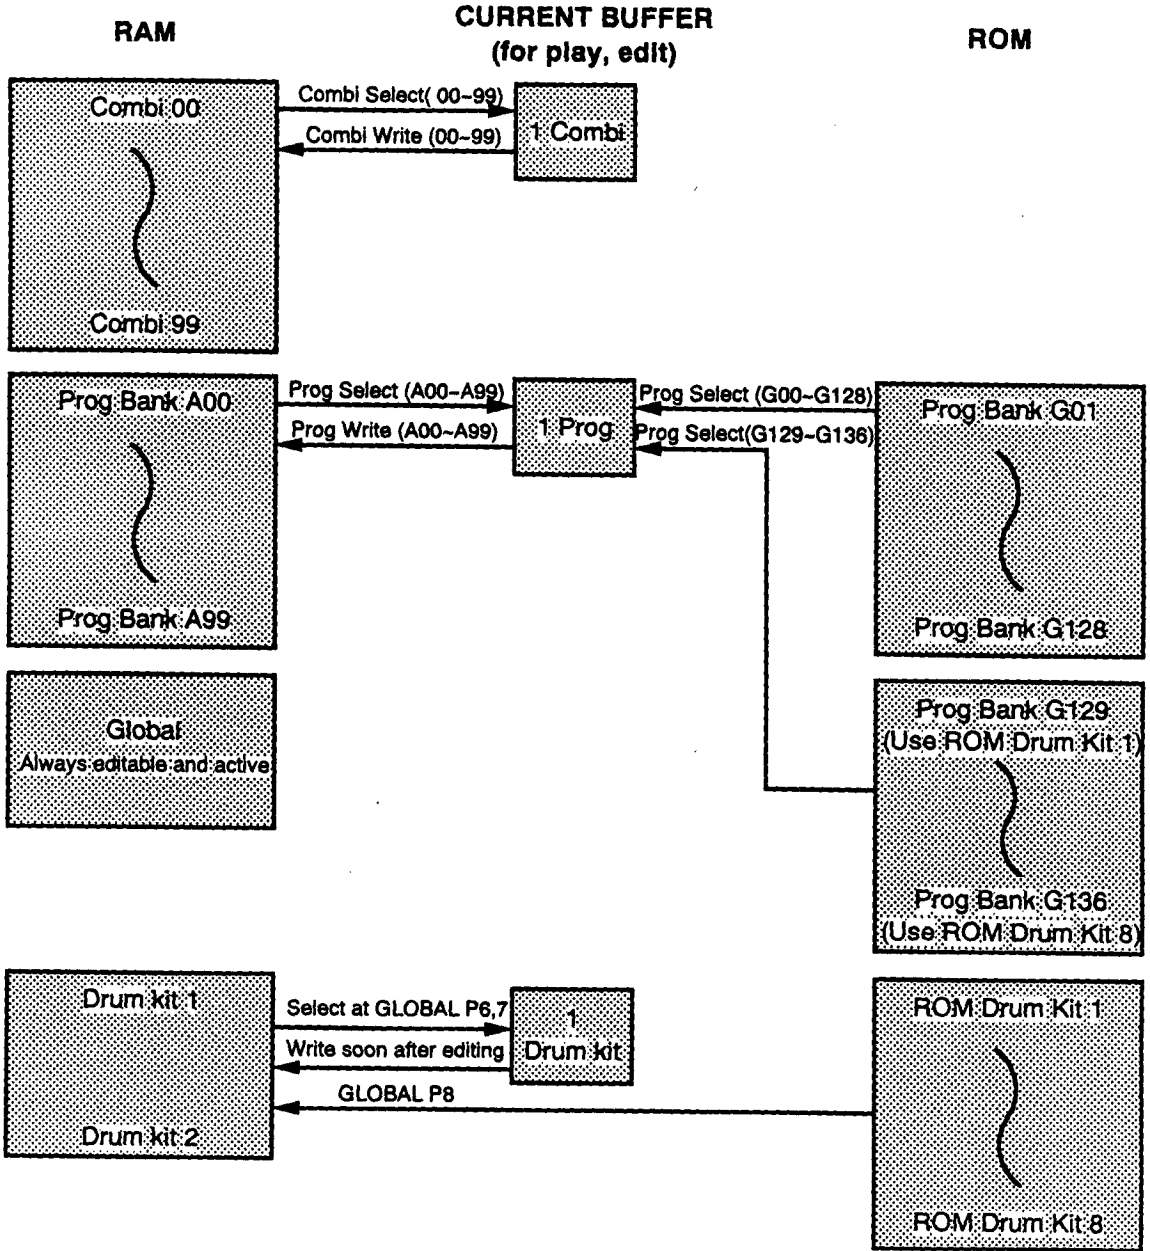 RAM
CURRENT BUFFER
(for play, edit)
ROM
Combi 00
Combi 99
Combi Select( 00~99)
Combi Write (00~99)
1 Combi
Prog Bank A00
Prog Bank A99
Prog Select (A00~A99)
Prog Write (A00~A99)
1 Prog
Prog Select (G00~G128)
Prog Select(G129~G136)
Prog Bank G01
Prog Bank G128
Global
Always editable and active
Prog Bank G129
(Use ROM Drum Kit 1)
Prog Bank G136
(Use ROM Drum Kit 8)
Drum kit 1
Drum kit 2
Select at GLOBAL P6,7
Write soon after editing
GLOBAL P8
1
Drum kit
ROM Drum Kit 1
ROM Drum Kit 8